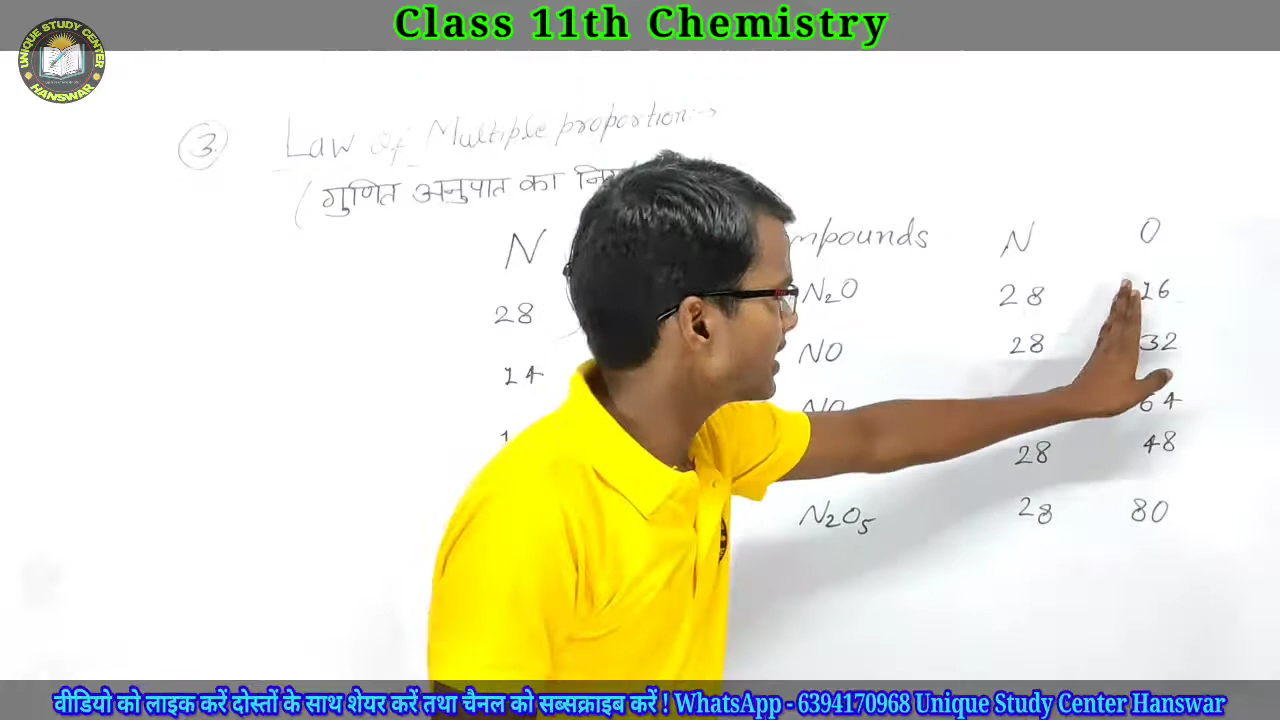 Class 11th Chemistry
UNIQUE STUDY CENTER
HANSWAR
3. Law of Multiple proportion:-→
( गुणित अनुपात का
N N O
28 N₂O 28 16
14 NO 28 32
64
28 48
N₂O₅ 28 80
वीडियो को लाइक करें दोस्तों के साथ शेयर करें तथा चैनल को सब्सक्राइब करें ! WhatsApp - 6394170968 Unique Study Center Hanswar